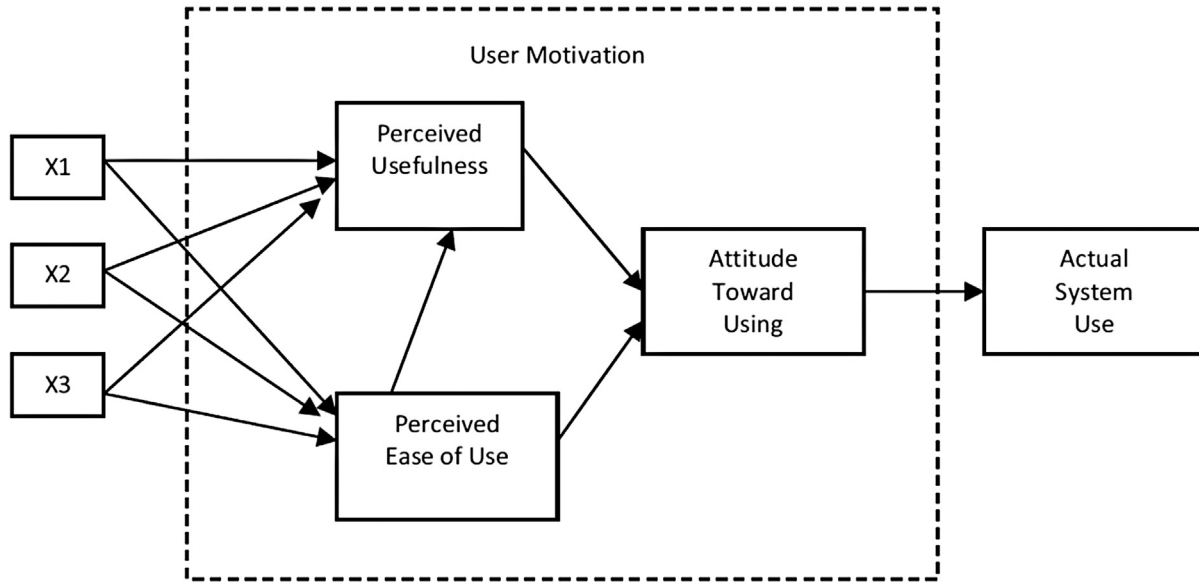 User Motivation
X1
X2
X3
Perceived
Usefulness
Perceived
Ease of Use
Attitude
Toward
Using
Actual
System
Use